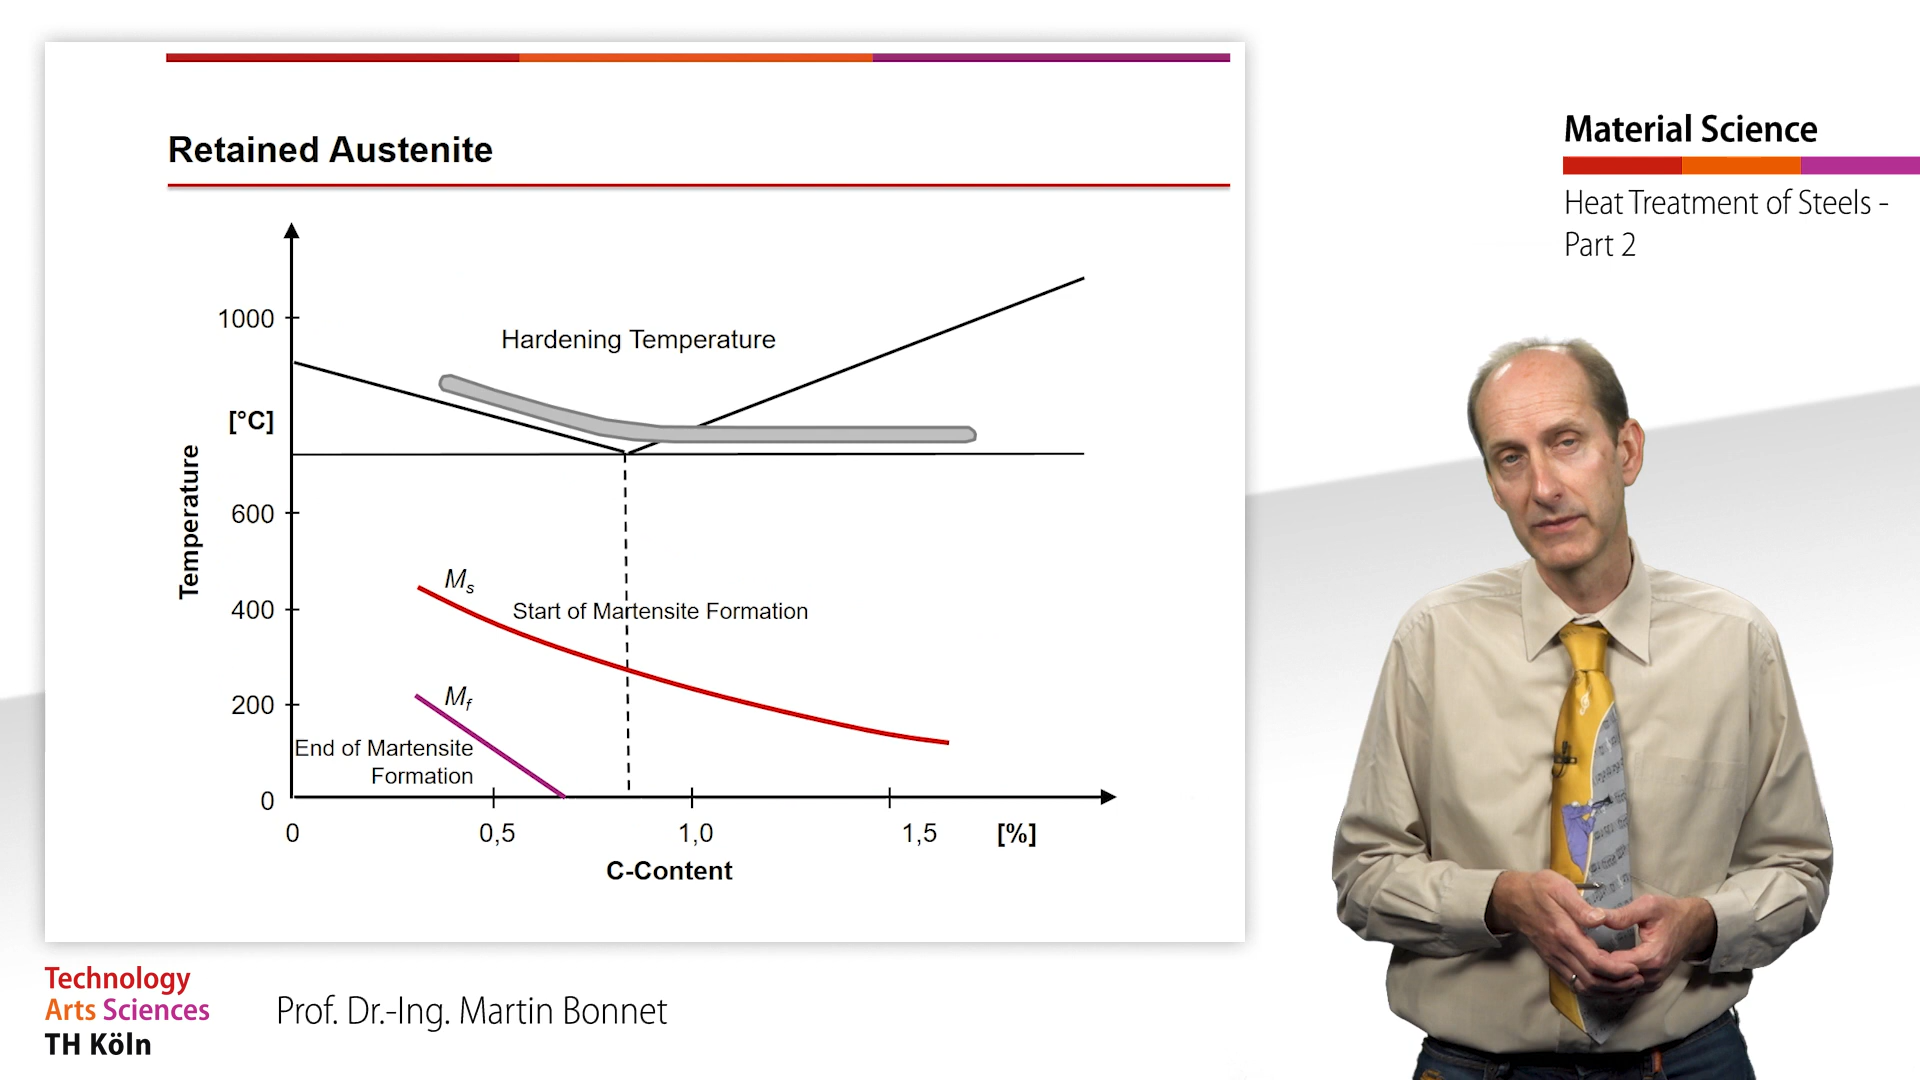 Retained Austenite
1000
Hardening Temperature
[°C]
Temperature
600
400
200
0
Ms
Start of Martensite Formation
Mf
End of Martensite
Formation
0
0,5
1,0
1,5
[%]
C-Content
Material Science
Heat Treatment of Steels -
Part 2
Technology
Arts Sciences
TH Köln
Prof. Dr.-Ing. Martin Bonnet